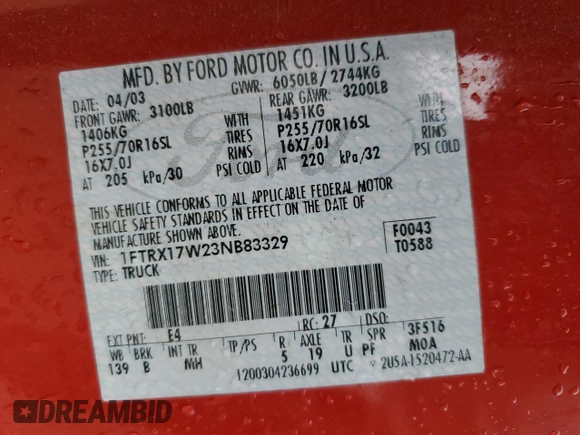 MFD. BY FORD MOTOR CO. IN U.S.A.
DATE: 04/03 GVWR: 6050LB/2744KG
FRONT GAWR: 3100LB REAR GAWR: 3200LB
1406KG WITH 1451KG WITH
P255/70R16SL TIRES P255/70R16SL TIRES
16X7.0J RIMS 16X7.0J RIMS
AT 205 kPa/30 PSI COLD AT 220 kPa/32 PSI COLD
THIS VEHICLE CONFORMS TO ALL APPLICABLE FEDERAL MOTOR
VEHICLE SAFETY STANDARDS IN EFFECT ON THE DATE OF
MANUFACTURE SHOWN ABOVE.
VIN: 1FTRX17W23NB83329 F0043
TYPE: TRUCK T0588
EXT PNT: E4 RC: 27 DSO:
WB BRK INT TR TP/PS R AXLE TR SPR 3F516
139 B MH 5 19 U PF MOA
1200304236699 UTC 2U5A-1520472-AA
Ford
DREAMBID